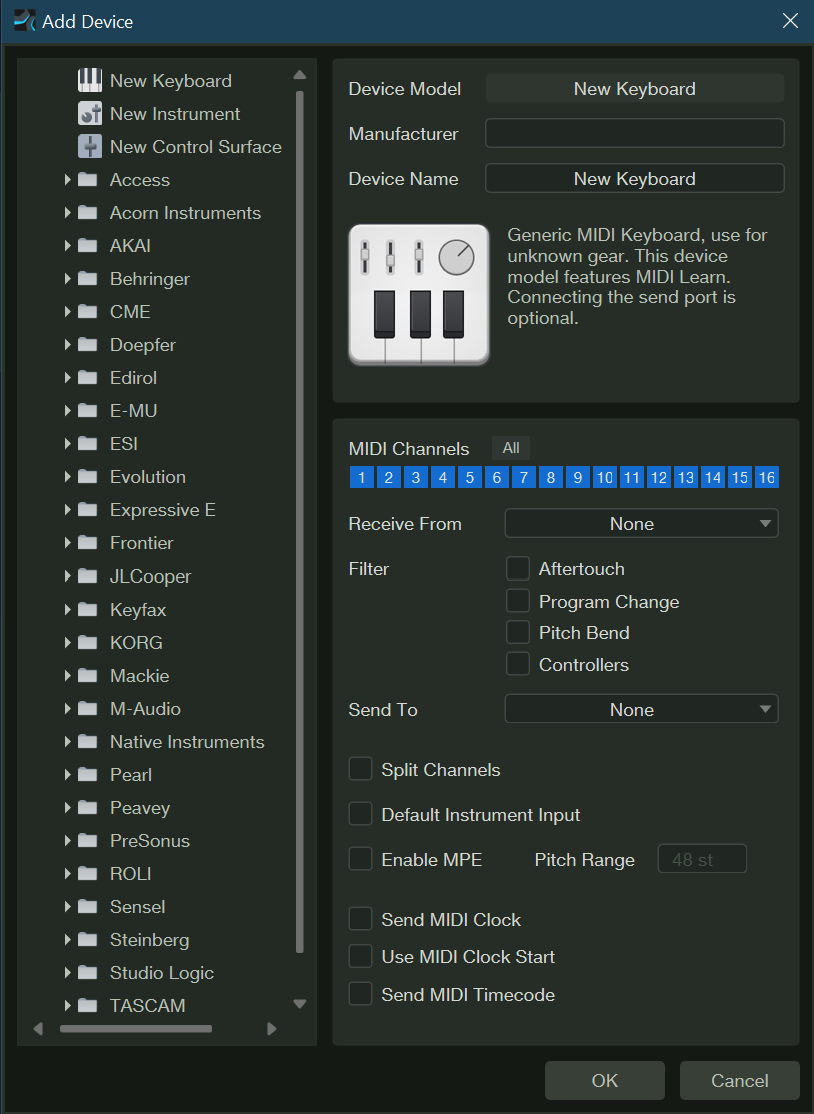 Add Device
New Keyboard
New Instrument
New Control Surface
Access
Acorn Instruments
AKAI
Behringer
CME
Doepfer
Edirol
E-MU
ESI
Evolution
Expressive E
Frontier
JLCooper
Keyfax
KORG
Mackie
M-Audio
Native Instruments
Pearl
Peavey
PreSonus
ROLI
Sensel
Steinberg
Studio Logic
TASCAM
Device Model New Keyboard
Manufacturer
Device Name New Keyboard
Generic MIDI Keyboard, use for
unknown gear. This device
model features MIDI Learn.
Connecting the send port is
optional.
MIDI Channels All
1 2 3 4 5 6 7 8 9 10 11 12 13 14 15 16
Receive From None
Filter Aftertouch
Program Change
Pitch Bend
Controllers
Send To None
Split Channels
Default Instrument Input
Enable MPE Pitch Range 48 st
Send MIDI Clock
Use MIDI Clock Start
Send MIDI Timecode
OK Cancel